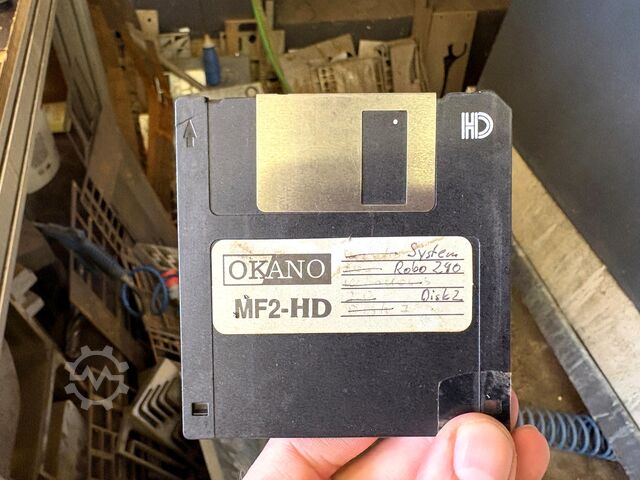 HD
OKANO
MF2-HD
System
Robo 290
Disk 2